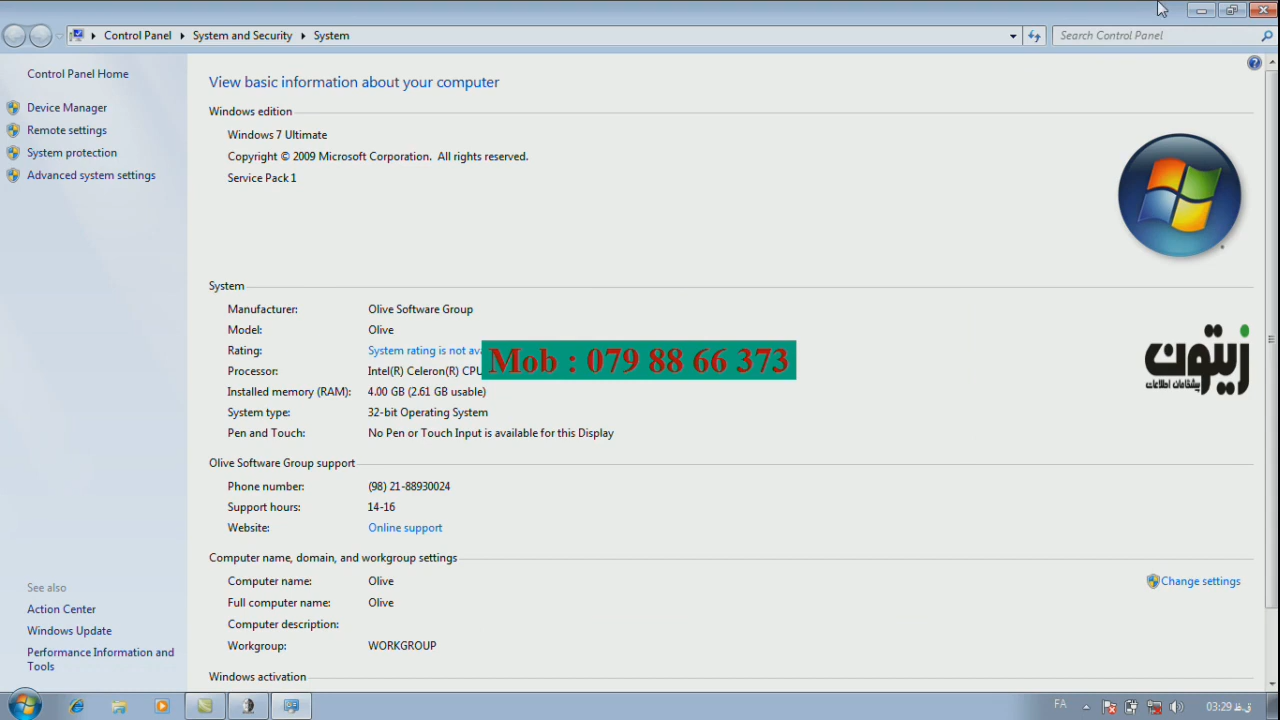 Control Panel
System and Security
System
Search Control Panel
Control Panel Home
Device Manager
Remote settings
System protection
Advanced system settings
See also
Action Center
Windows Update
Performance Information and
Tools
View basic information about your computer
Windows edition
Windows 7 Ultimate
Copyright © 2009 Microsoft Corporation. All rights reserved.
Service Pack 1
System
Manufacturer: Olive Software Group
Model: Olive
Rating: System rating is not
Processor: Intel(R) Celeron(R) CPU
Installed memory (RAM): 4.00 GB (2.61 GB usable)
System type: 32-bit Operating System
Pen and Touch: No Pen or Touch Input is available for this Display
Mob : 079 88 66 373
زیتون
پیشگامان اطلاعات
Olive Software Group support
Phone number: (98) 21-88930024
Support hours: 14-16
Website: Online support
Computer name, domain, and workgroup settings
Computer name: Olive
Full computer name: Olive
Computer description:
Workgroup: WORKGROUP
Change settings
Windows activation
FA
03:29 ق.ظ